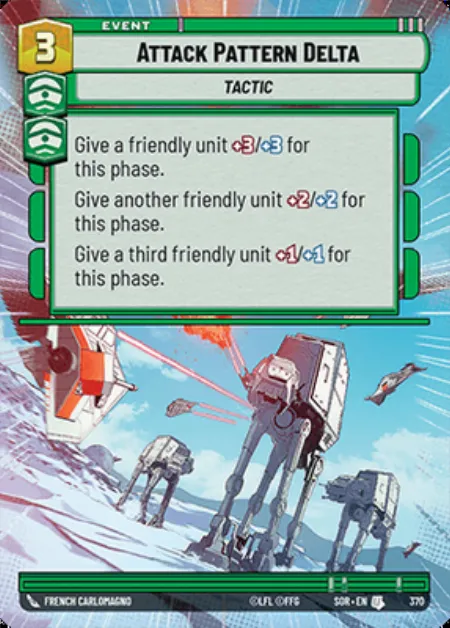 EVENT
3
ATTACK PATTERN DELTA
TACTIC
Give a friendly unit +3/+3 for
this phase.
Give another friendly unit +2/+2 for
this phase.
Give a third friendly unit +1/+1 for
this phase.
FRENCH CARLOMAGNO
©LFL ©FFG
SOR • EN
370